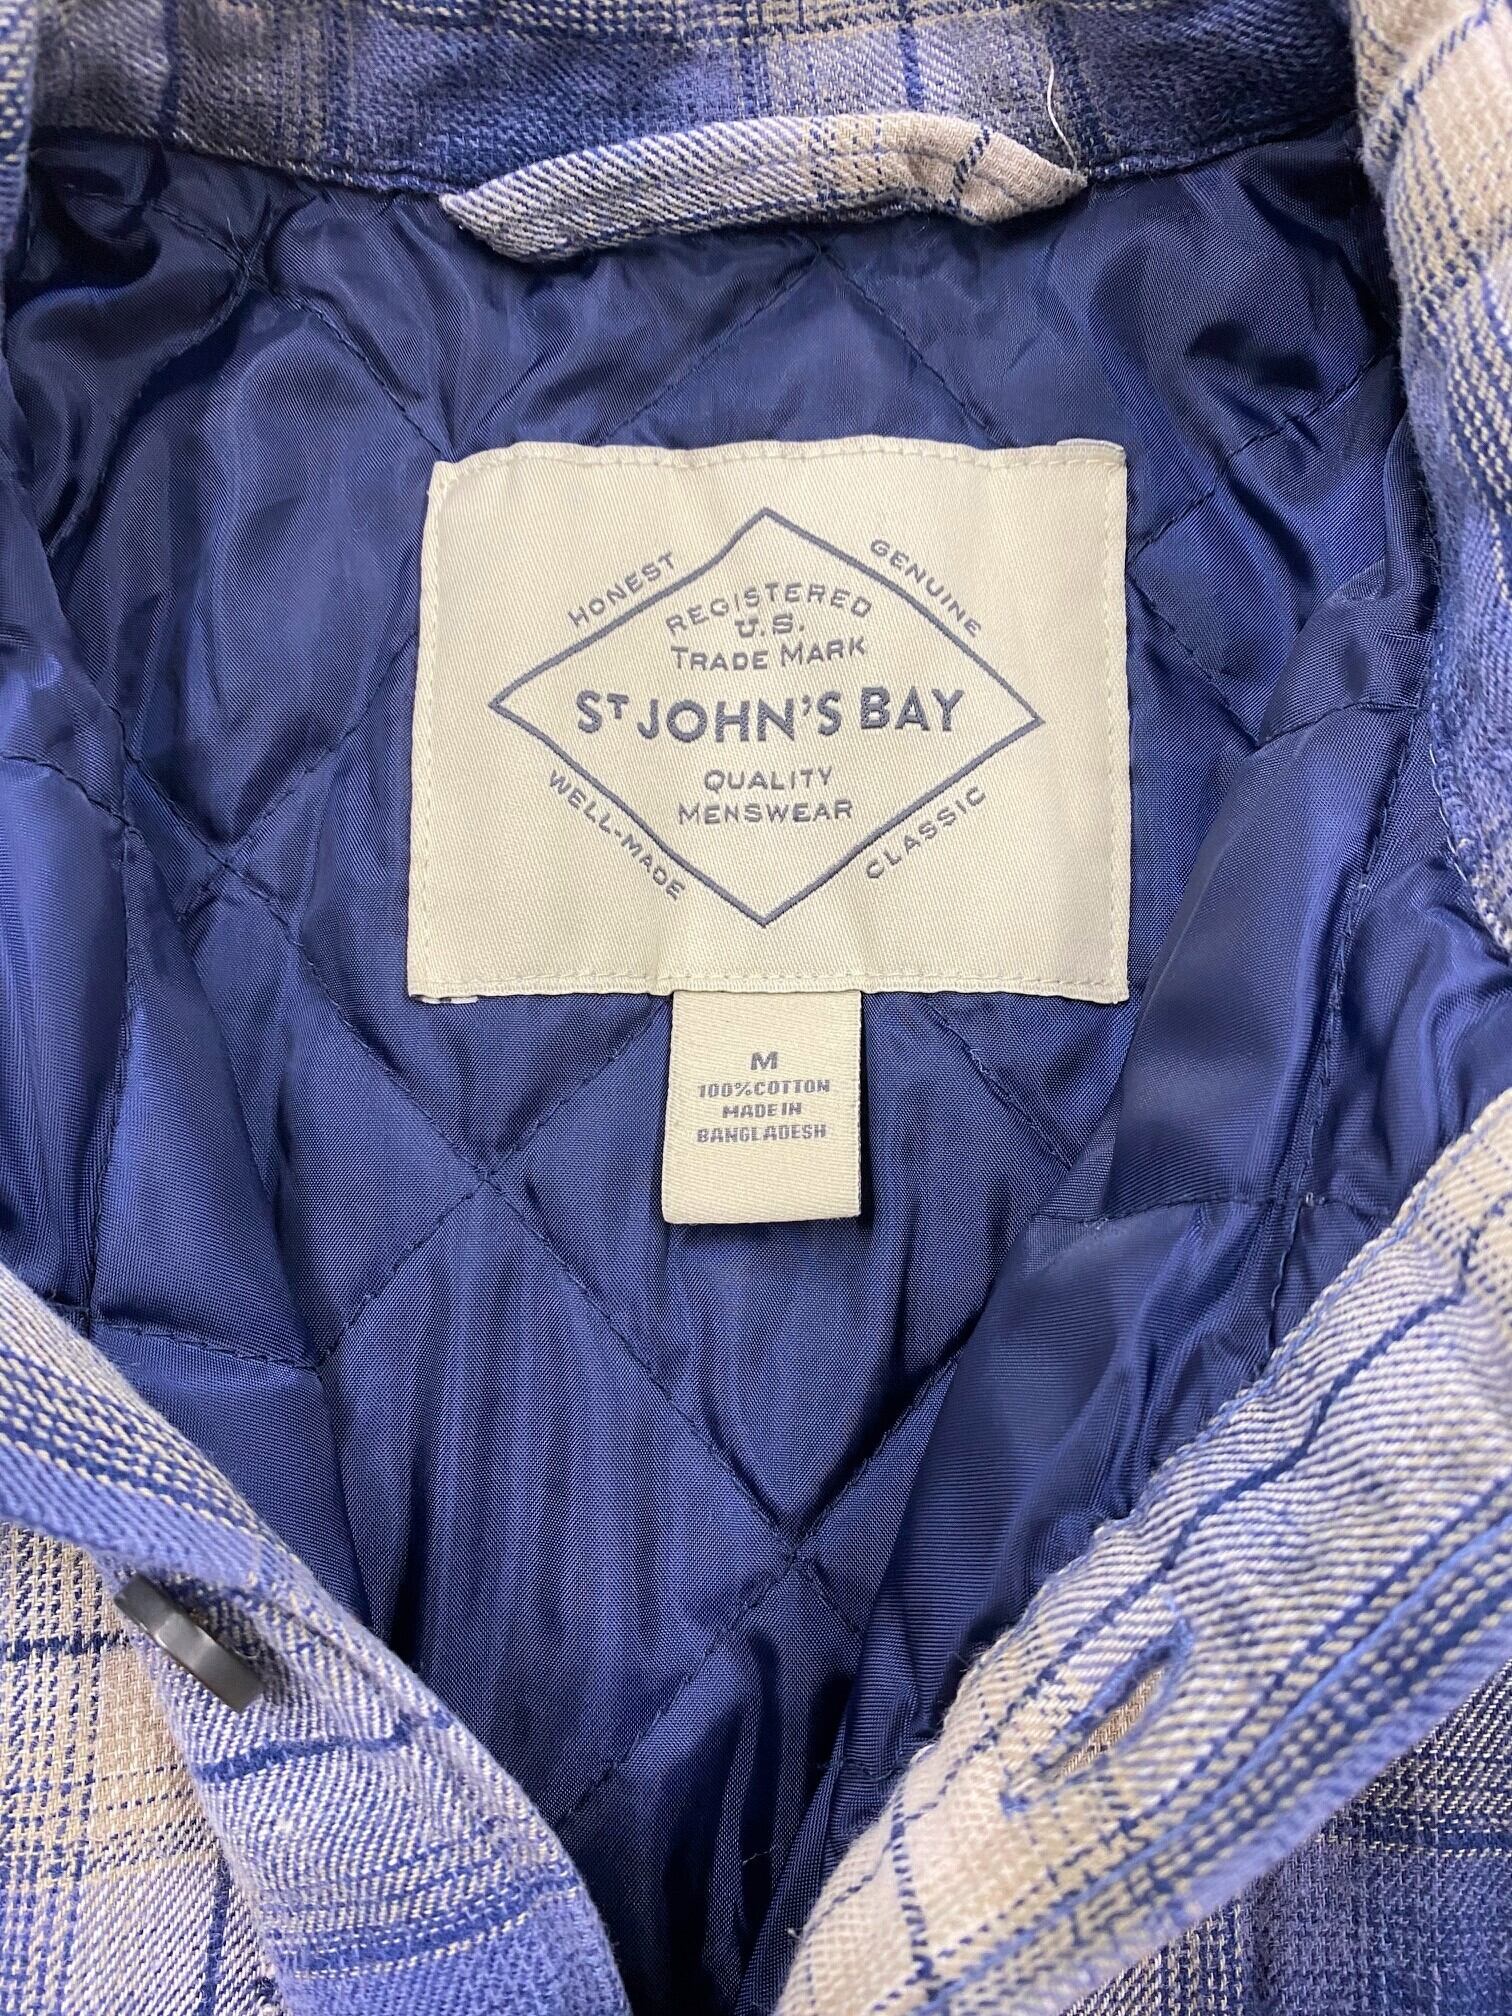 HONEST
GENUINE
REGISTERED
U.S.
TRADE MARK
ST JOHN'S BAY
QUALITY
MENSWEAR
WELL-MADE
CLASSIC
M
100% COTTON
MADE IN
BANGLADESH